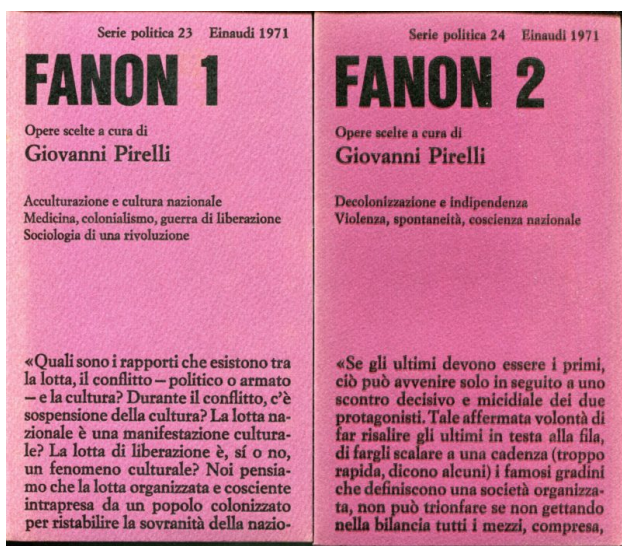 Serie politica 23 Einaudi 1971
FANON 1
Opere scelte a cura di
Giovanni Pirelli
Acculturazione e cultura nazionale
Medicina, colonialismo, guerra di liberazione
Sociologia di una rivoluzione
«Quali sono i rapporti che esistono tra
la lotta, il conflitto – politico o armato
– e la cultura? Durante il conflitto, c'è
sospensione della cultura? La lotta na-
zionale è una manifestazione cultura-
le? La lotta di liberazione è, sí o no,
un fenomeno culturale? Noi pensia-
mo che la lotta organizzata e cosciente
intrapresa da un popolo colonizzato
per ristabilire la sovranità della nazio-
Serie politica 24 Einaudi 1971
FANON 2
Opere scelte a cura di
Giovanni Pirelli
Decolonizzazione e indipendenza
Violenza, spontaneità, coscienza nazionale
«Se gli ultimi devono essere i primi,
ciò può avvenire solo in seguito a uno
scontro decisivo e micidiale dei due
protagonisti. Tale affermata volontà di
far risalire gli ultimi in testa alla fila,
di fargli scalare a una cadenza (troppo
rapida, dicono alcuni) i famosi gradini
che definiscono una società organizza-
ta, non può trionfare se non gettando
nella bilancia tutti i mezzi, compresa,